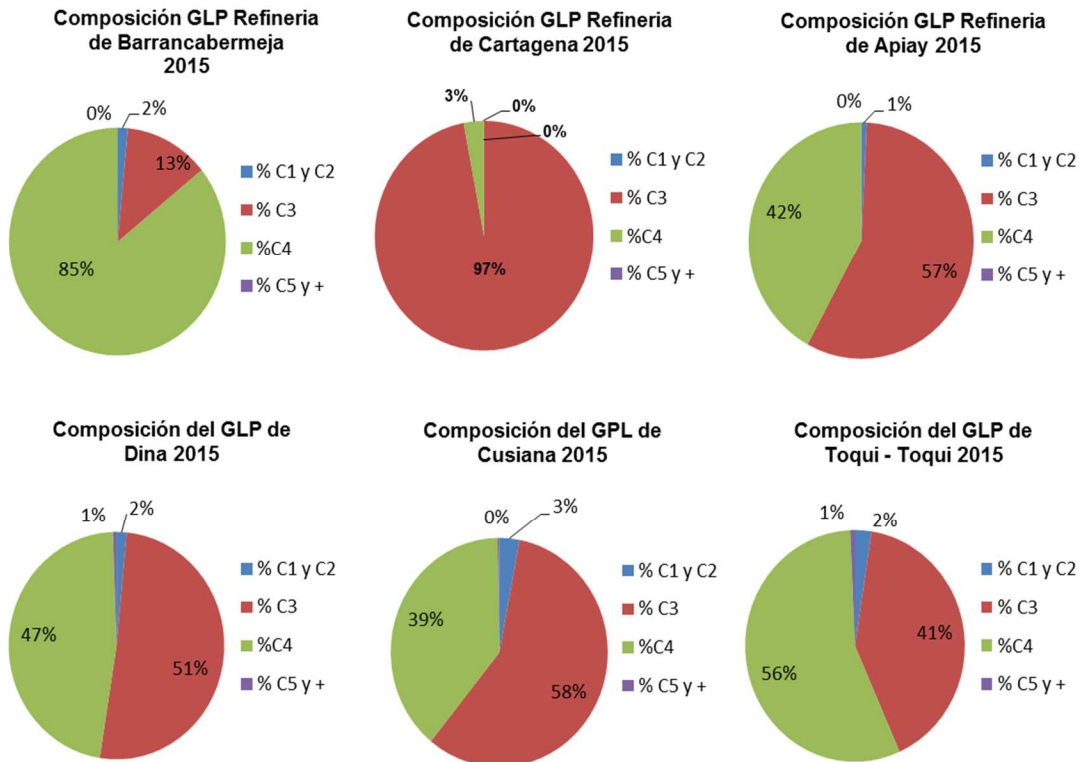 Composición GLP Refineria
de Barrancabermeja
2015
0%
2%
13%
85%
% C1 y C2
% C3
%C4
% C5 y +
Composición GLP Refineria
de Cartagena 2015
3%
0%
0%
97%
% C1 y C2
% C3
%C4
% C5 y +
Composición GLP Refineria
de Apiay 2015
0%
1%
42%
57%
% C1 y C2
% C3
%C4
% C5 y +
Composición del GLP de
Dina 2015
1%
2%
47%
51%
% C1 y C2
% C3
%C4
% C5 y +
Composición del GPL de
Cusiana 2015
0%
3%
39%
58%
% C1 y C2
% C3
%C4
% C5 y +
Composición del GLP de
Toqui - Toqui 2015
1%
2%
41%
56%
% C1 y C2
% C3
%C4
% C5 y +